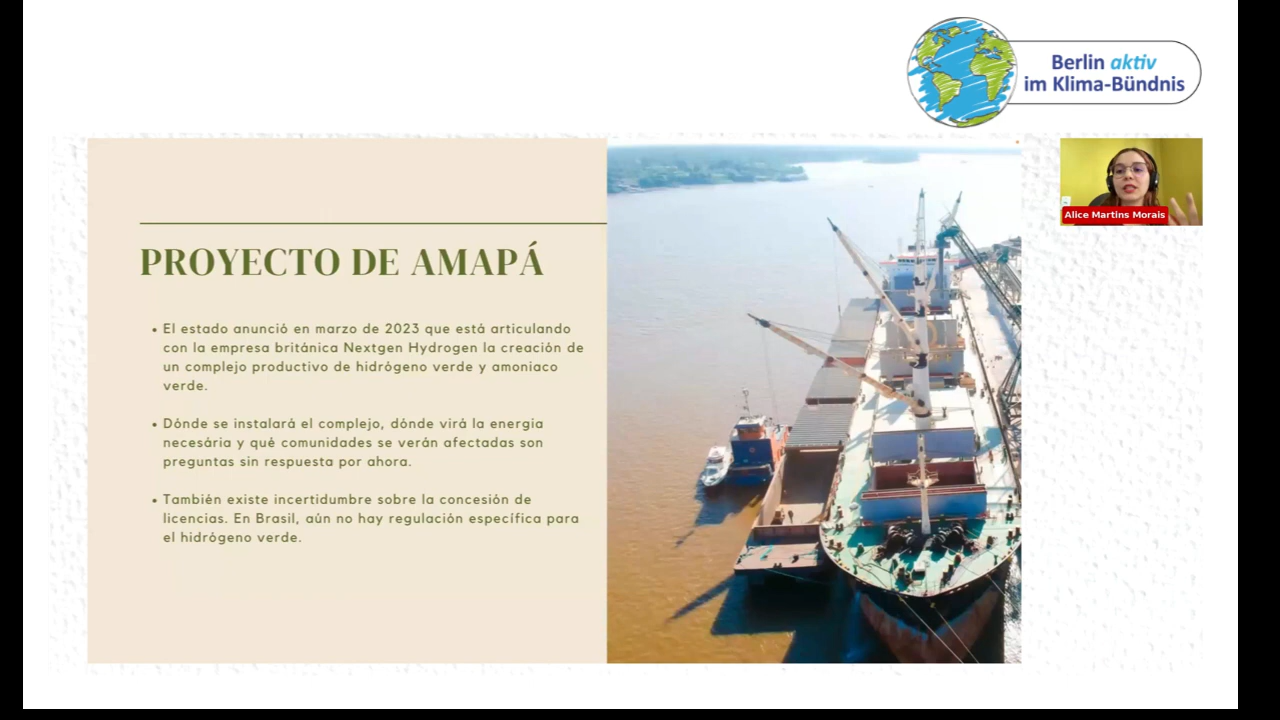 Berlin aktiv
im Klima-Bündnis
Alice Martins Morais
PROYECTO DE AMAPÁ
• El estado anunció en marzo de 2023 que está articulando
con la empresa británica Nextgen Hydrogen la creación de
un complejo productivo de hidrógeno verde y amoniaco
verde.
• Dónde se instalará el complejo, dónde virá la energia
necesária y qué comunidades se verán afectadas son
preguntas sin respuesta por ahora.
• También existe incertidumbre sobre la concesión de
licencias. En Brasil, aún no hay regulación específica para
el hidrógeno verde.